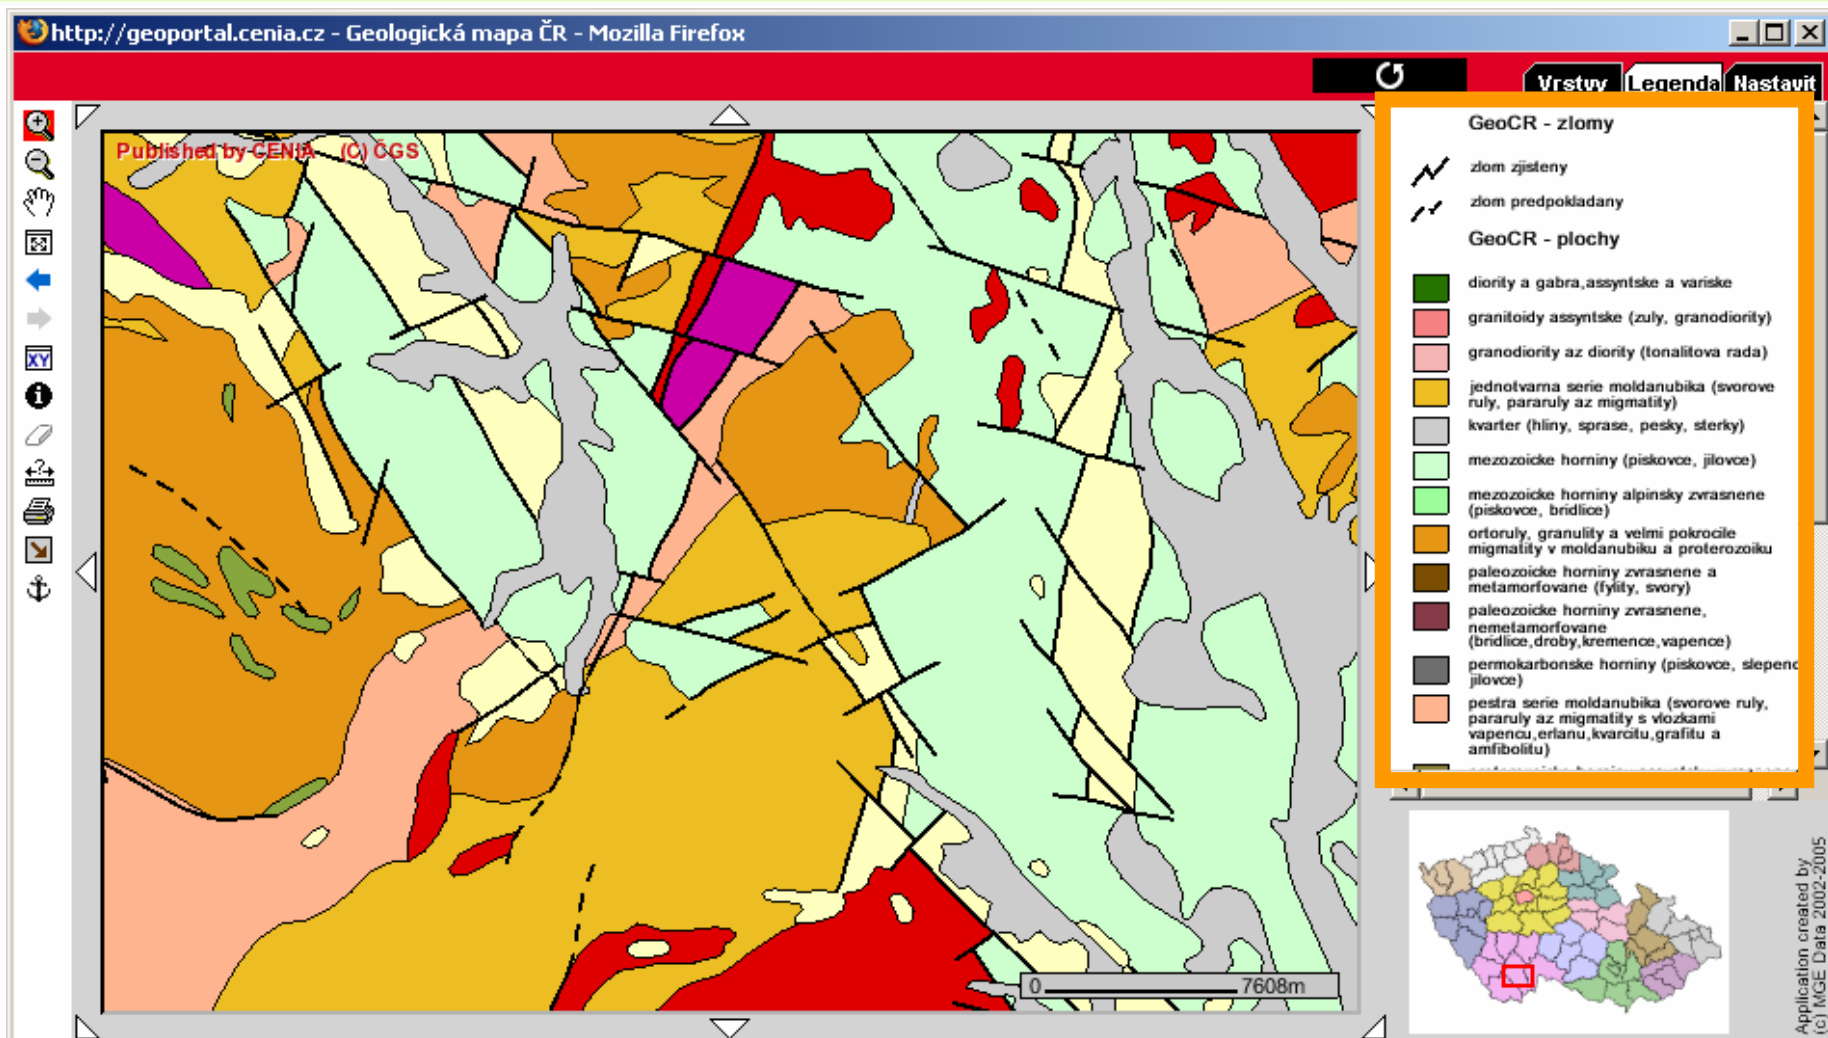 http://geoportal.cenia.cz - Geologická mapa ČR - Mozilla Firefox
Vrstvy Legenda Nastavit
Published by CENIA (C) ČGS
GeoCR - zlomy
zlom zjisteny
zlom predpokladany
GeoCR - plochy
diority a gabra,assyntske a variske
granitoidy assyntske (zuly, granodiority)
granodiority az diority (tonalitova rada)
jednotvarna serie moldanubika (svorove
ruly, pararuly az migmatity)
kvarter (hliny, sprase, pesky, sterky)
mezozoicke horniny (piskovce, jilovce)
mezozoicke horniny alpinsky zvrasnene
(piskovce, bridlice)
ortoruly, granulity a velmi pokrocile
migmatity v moldanubiku a proterozoiku
paleozoicke horniny zvrasnene a
metamorfovane (fylity, svory)
paleozoicke horniny zvrasnene,
nemetamorfovane
(bridlice,droby,kremence,vapence)
permokarbonske horniny (piskovce, slepenc
jilovce)
pestra serie moldanubika (svorove ruly,
pararuly az migmatity s vlozkami
vapencu,erlanu,kvarcitu,grafitu a
amfibolitu)
XY
0 7608m
Application created by
(c) MGE Data 2002-2005